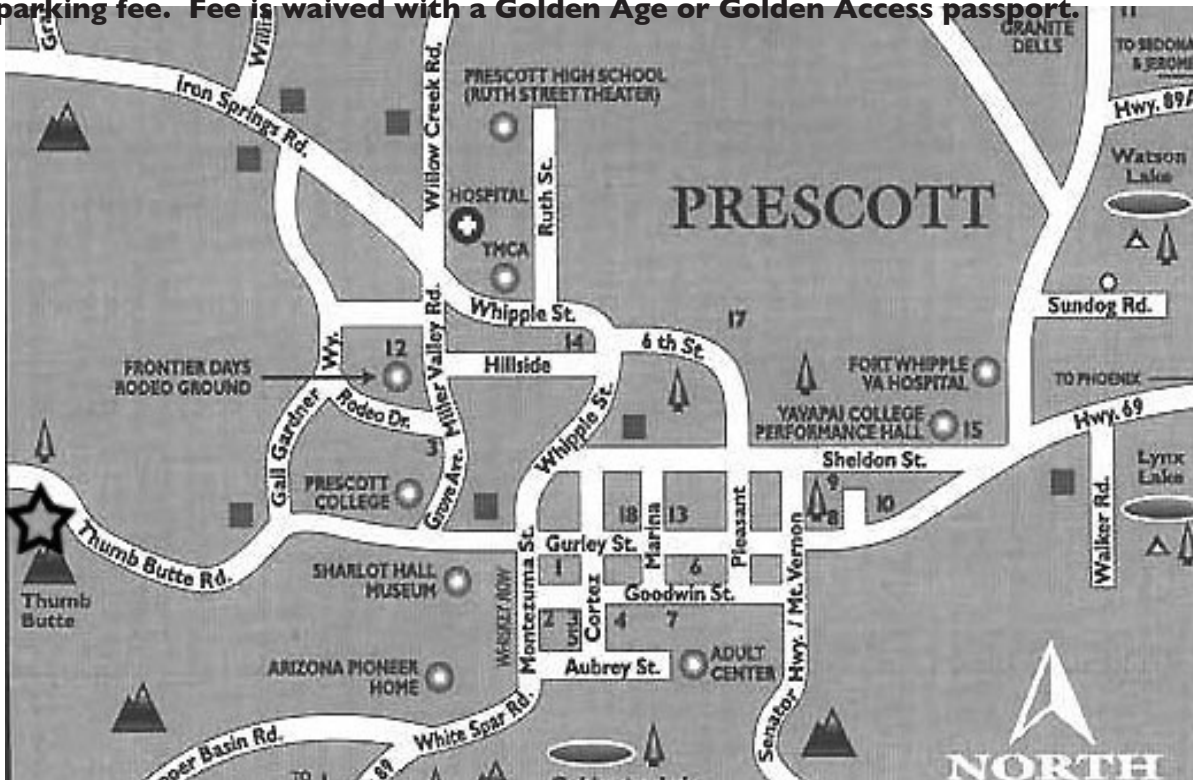 parking fee. Fee is waived with a Golden Age or Golden Access passport.
GRANITE
DELLS
11
TO SEDONA
& JEROME
Iron Springs Rd.
Willow Creek Rd.
PRESCOTT HIGH SCHOOL
(RUTH STREET THEATER)
Hwy. 89A
Watson
Lake
HOSPITAL
Ruth St.
YMCA
PRESCOTT
Whipple St.
Sundog Rd.
17
14
6 th St.
12
Wy.
Miller Valley Rd.
Hillside
FRONTIER DAYS
RODEO GROUND
FORT WHIPPLE
VA HOSPITAL
TO PHOENIX
Hwy. 69
Rodeo Dr.
Gail Gardner
3
Whipple St.
YAVAPAI COLLEGE
PERFORMANCE HALL
15
Sheldon St.
Lynx
Lake
PRESCOTT
COLLEGE
Grove Ave.
9
8
10
18
Marina
13
Pleasant
Walker Rd.
Thumb Butte Rd.
Gurley St.
Thumb
Butte
SHARLOT HALL
MUSEUM
WHISKEY ROW
Montezuma St.
1
Cortez
6
Goodwin St.
Senator Hwy. / Mt. Vernon
2
4
7
Aubrey St.
ADULT
CENTER
ARIZONA PIONEER
HOME
White Spar Rd.
per Basin Rd.
TO
89
NORTH